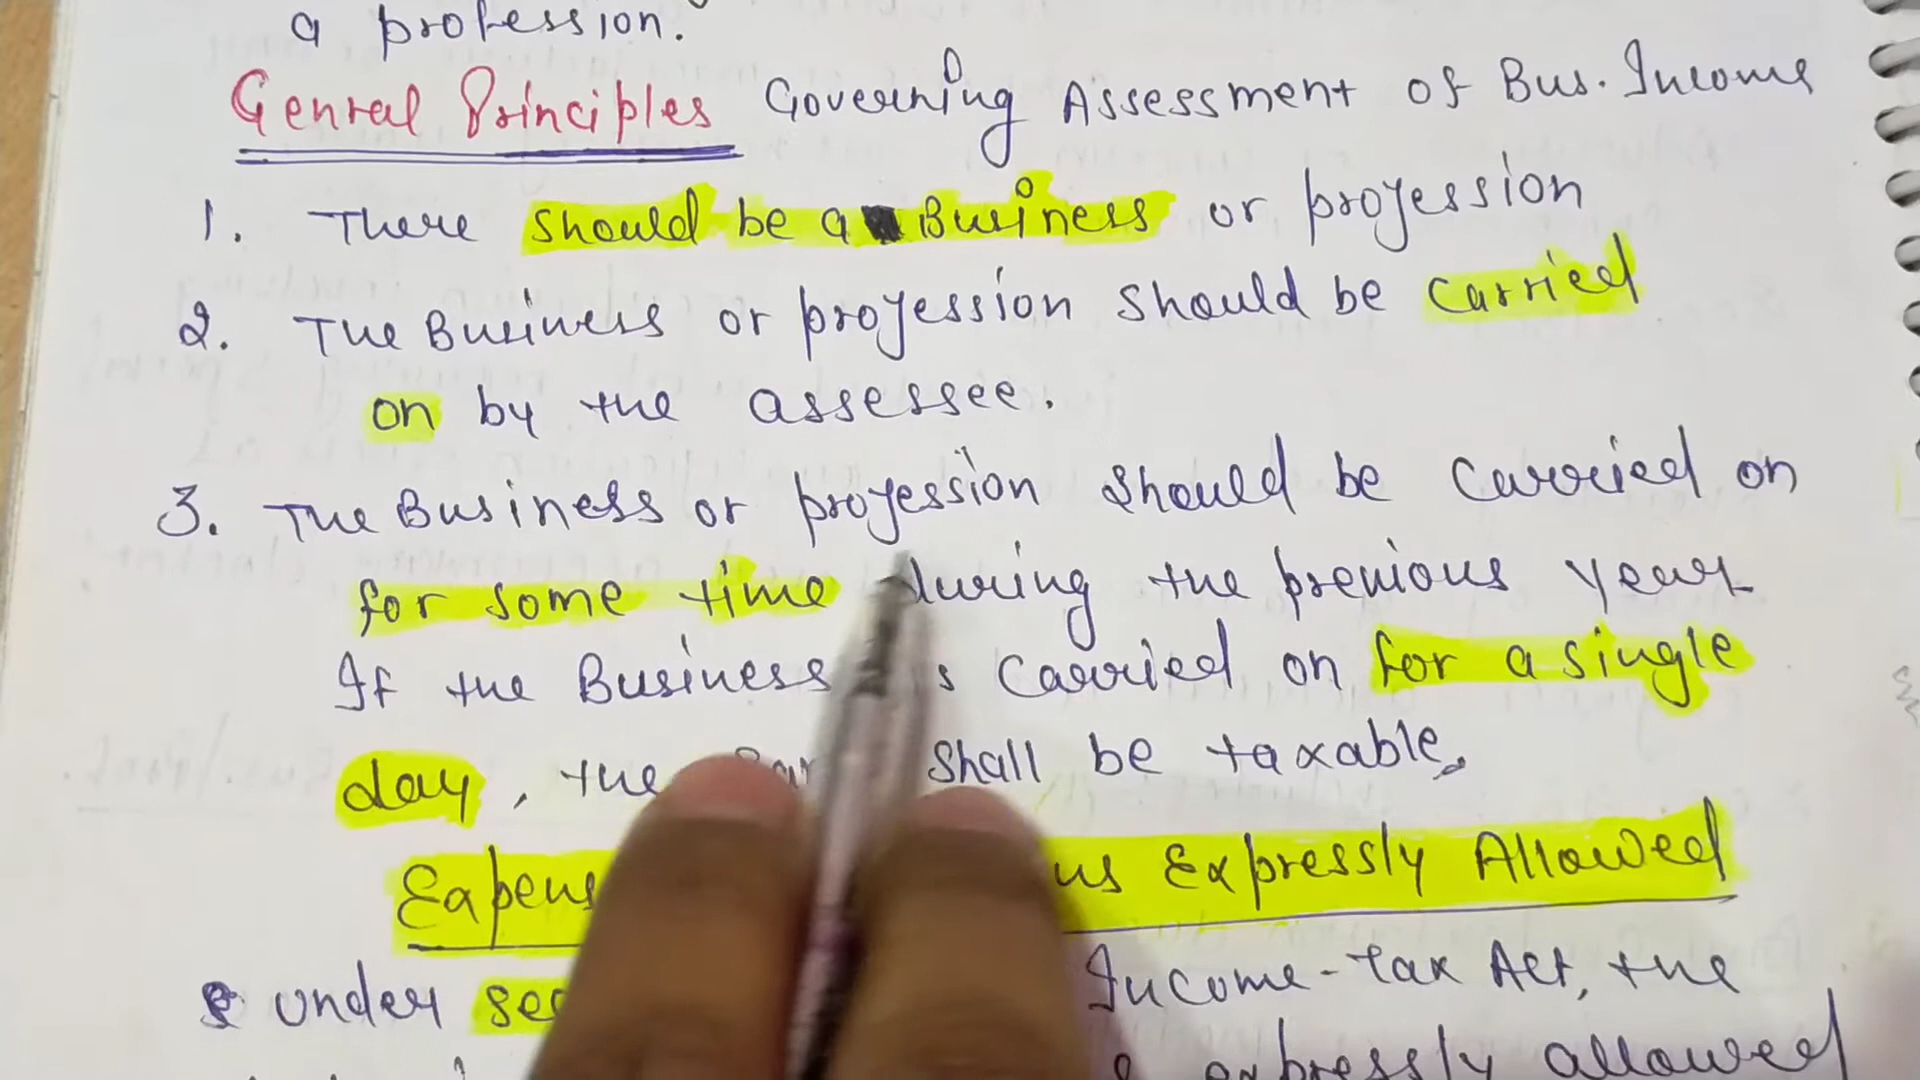 a profession.
Genral Principles Governing Assessment of Bus. Income
1. There should be a Business or profession
2. The Business or profession should be carried
on by the assessee.
3. The Business or profession should be carried on
for some time during the previous year
If the Business is carried on for a single
day, the shall be taxable.
Expressly Allowed
under Income-tax Act, the
expressly allowed